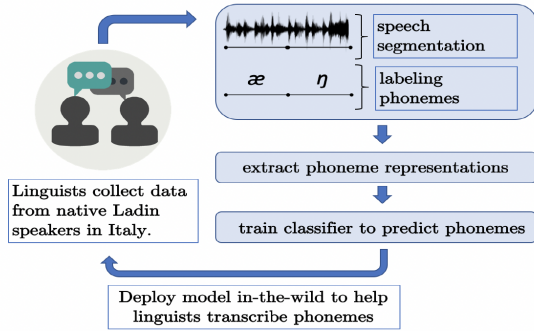 speech
segmentation
æ ŋ
labeling
phonemes
extract phoneme representations
train classifier to predict phonemes
Linguists collect data
from native Ladin
speakers in Italy.
Deploy model in-the-wild to help
linguists transcribe phonemes